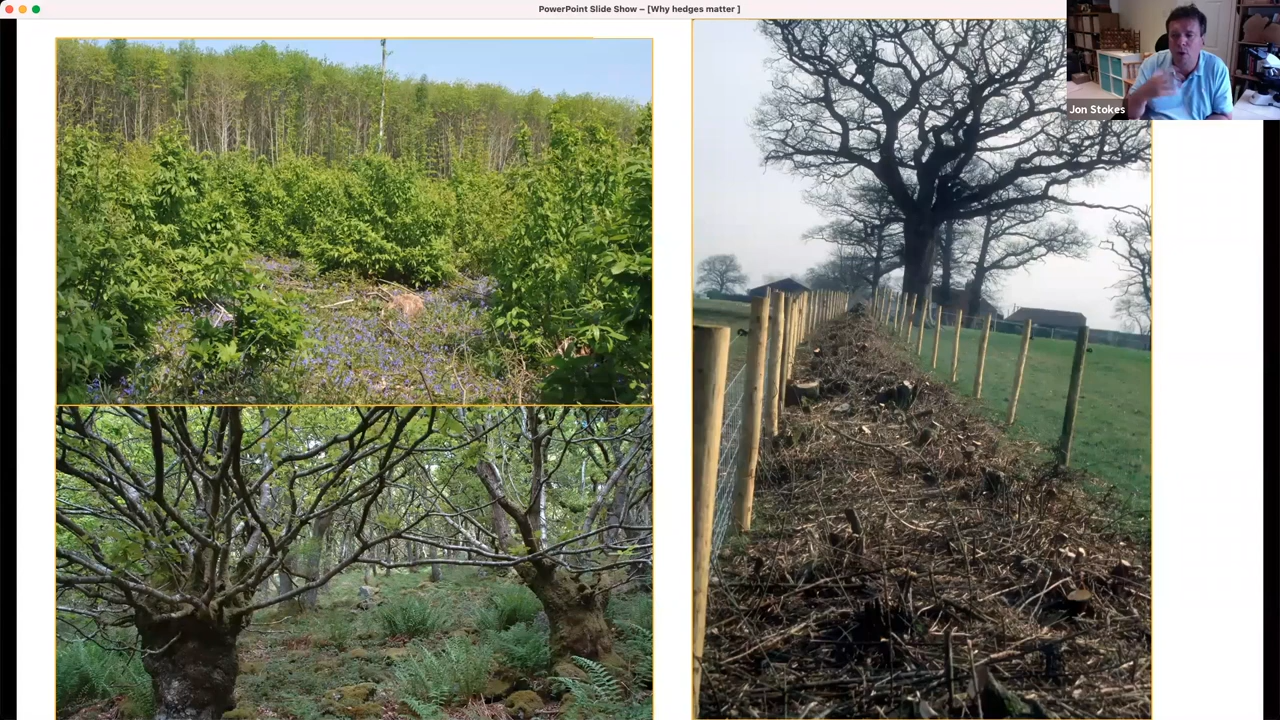 PowerPoint Slide Show – [Why hedges matter ]
Jon Stokes